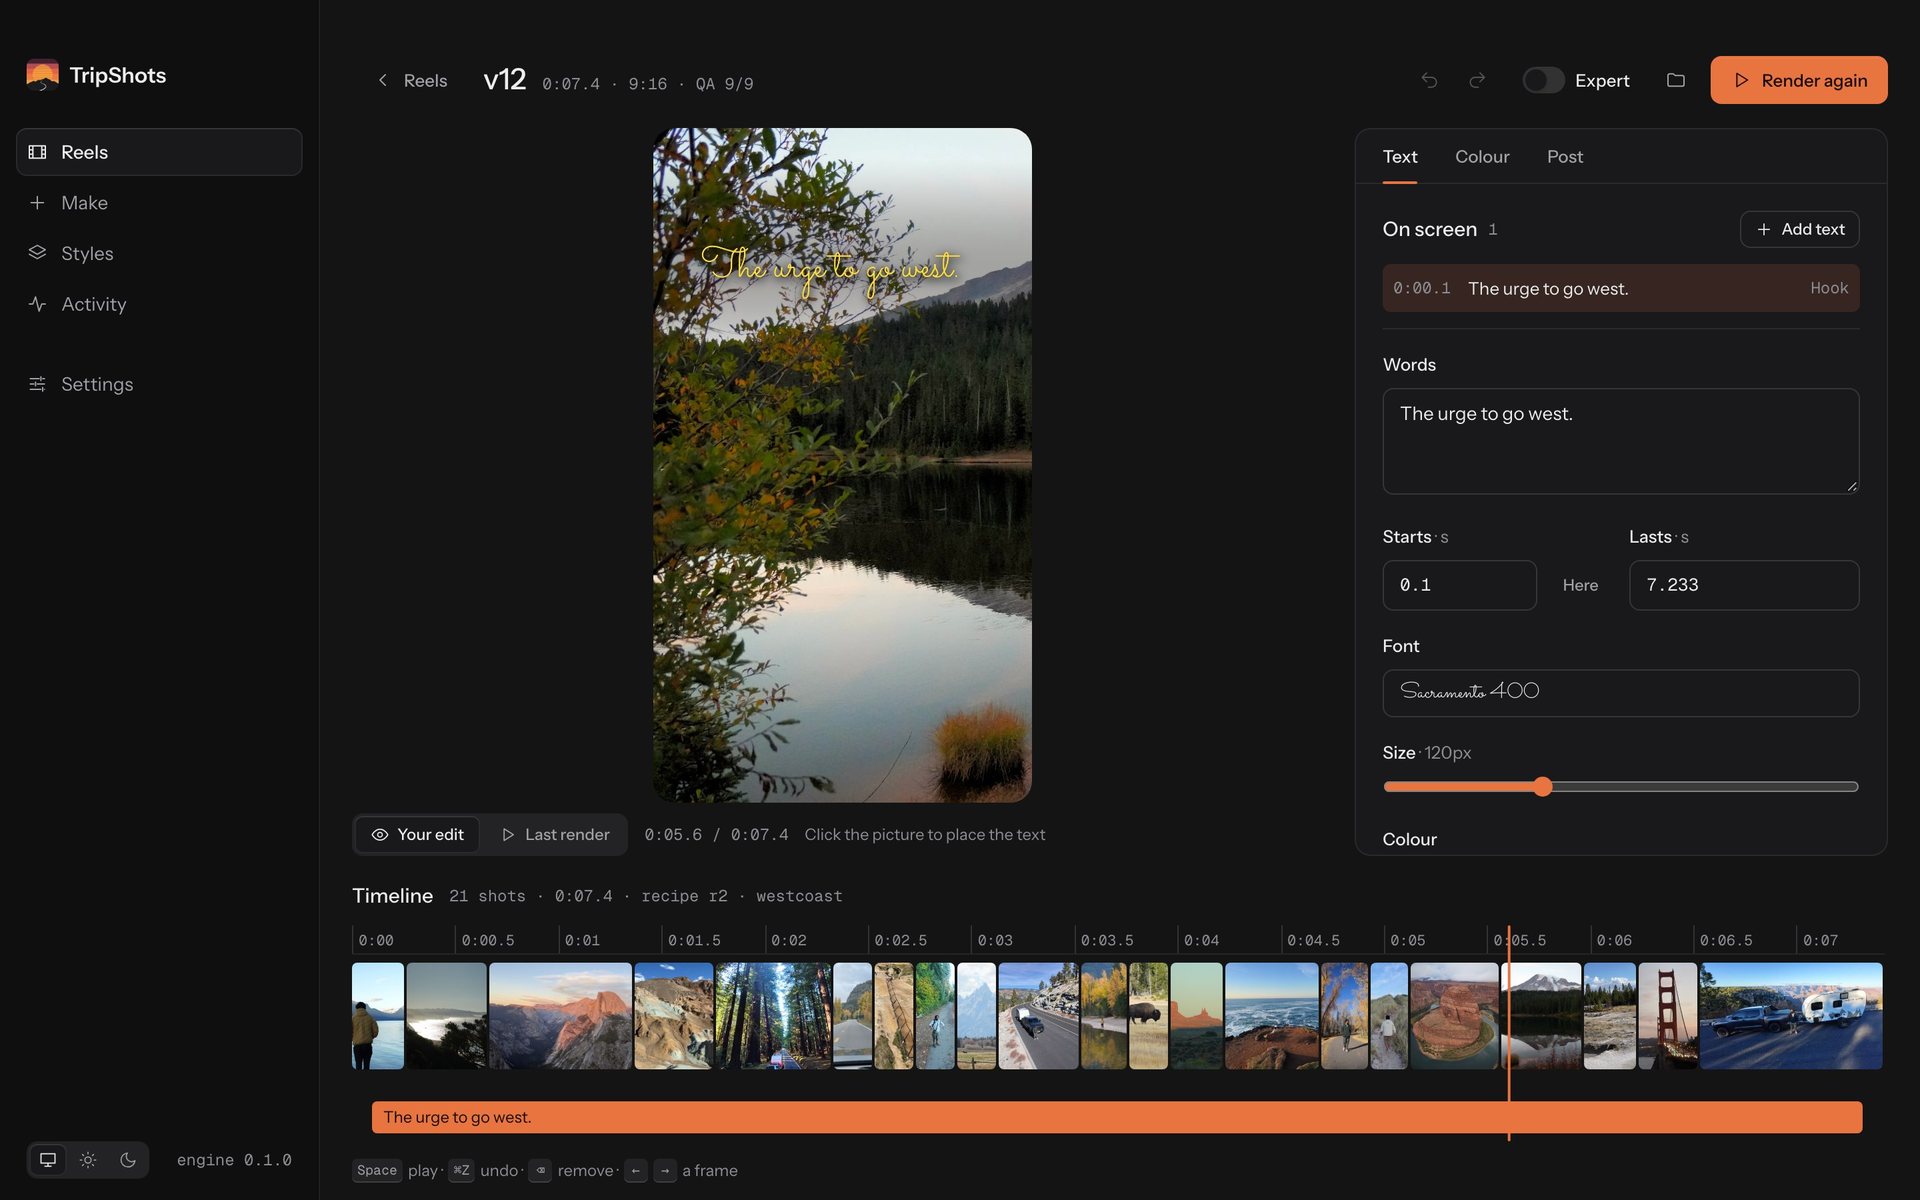 TripShots
Reels
Make
Styles
Activity
Settings
engine 0.1.0
Reels v12 0:07.4 · 9:16 · QA 9/9
Expert
Render again
The urge to go west.
Text Colour Post
On screen 1
Add text
0:00.1 The urge to go west. Hook
Words
The urge to go west.
Starts · s
Lasts · s
0.1 Here 7.233
Font
Sacramento 400
Size · 120px
Colour
Your edit Last render 0:05.6 / 0:07.4 Click the picture to place the text
Timeline 21 shots · 0:07.4 · recipe r2 · westcoast
0:00 0:00.5 0:01 0:01.5 0:02 0:02.5 0:03 0:03.5 0:04 0:04.5 0:05 0:05.5 0:06 0:06.5 0:07
The urge to go west.
Space play · ⌘Z undo · ⌫ remove · ← → a frame